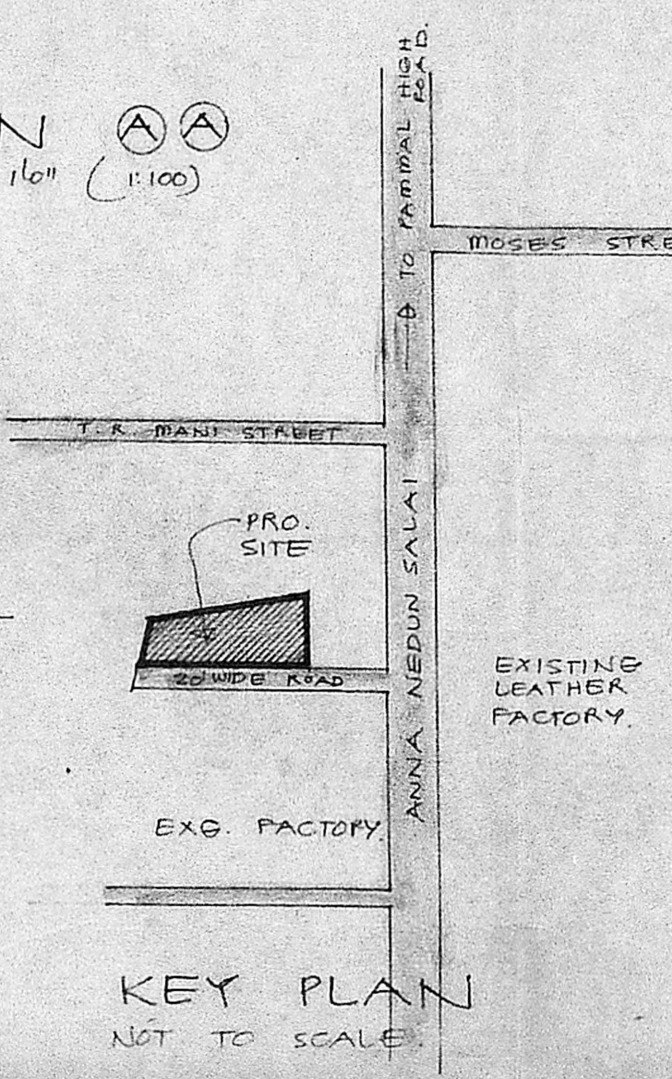 N A A
1'6" (1:100)
TO PAMMAL HIGH
ROAD.
MOSES STRE
T. R MANI STREET
PRO.
SITE
ANNA NEDUN SALAI
20' WIDE ROAD
EXISTING
LEATHER
FACTORY.
EXG. FACTORY.
KEY PLAN
NOT TO SCALE.